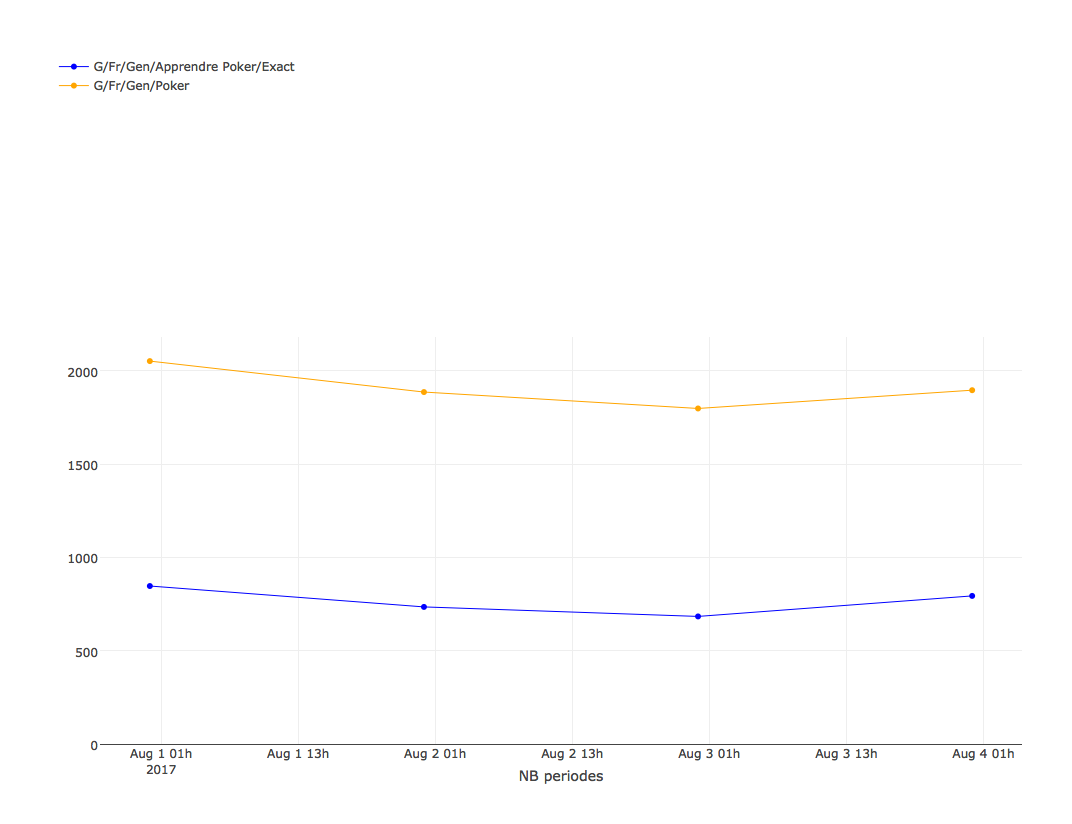 G/Fr/Gen/Apprendre Poker/Exact
G/Fr/Gen/Poker
2000
1500
1000
500
0
Aug 1 01h
2017
Aug 1 13h
Aug 2 01h
Aug 2 13h
Aug 3 01h
Aug 3 13h
Aug 4 01h
NB periodes